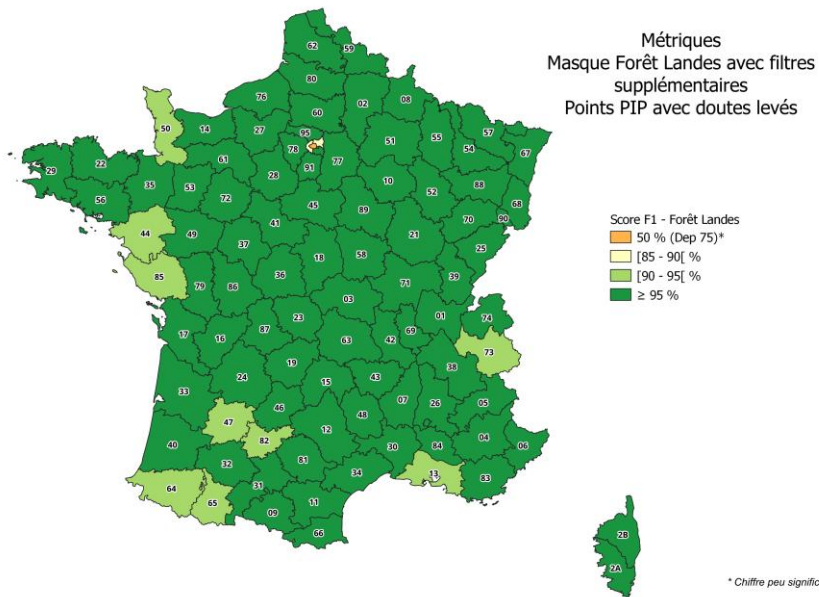 Métriques
Masque Forêt Landes avec filtres
supplémentaires
Points PIP avec doutes levés
62 59
80
76 02 08
60
50 14 27 95 51 55 57
54 67
78 77
29 22 61 91
35 53 28 10 88
56 72 52 68
45 89 70 90
44 49 41 21 25
37 18 58
85 79 86 36 71 39
03
17 16 87 23 01 74
69
63 42 73
19 38
24 15 43
33 46 07 26 05
47 48
12
40 82 30 84 04 06
32 81
34 13 83
64 31
65 09 11
66
2B
2A
Score F1 - Forêt Landes
50 % (Dep 75)*
[85 - 90[ %
[90 - 95[ %
≥ 95 %
* Chiffre peu signific